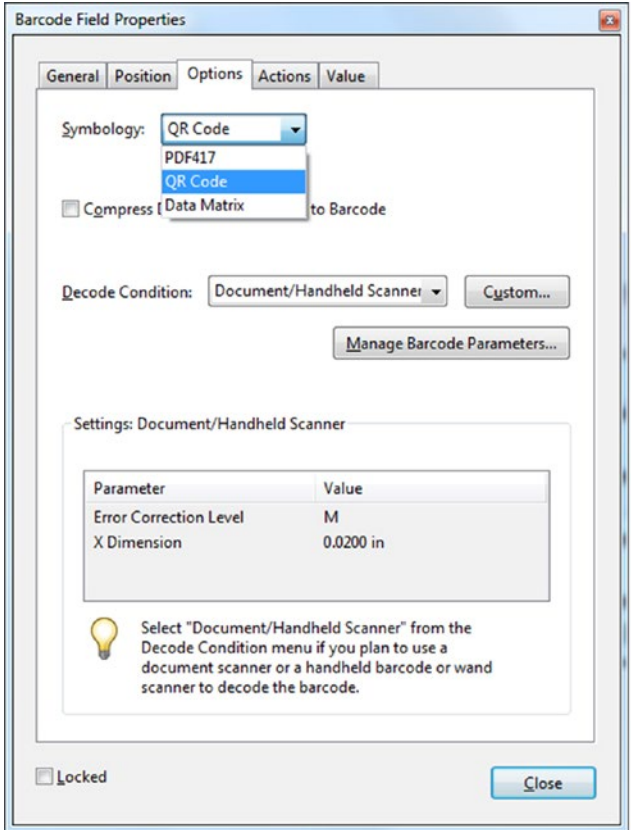 Barcode Field Properties
General Position Options Actions Value
Symbology: QR Code
PDF417
QR Code
Data Matrix
Compress to Barcode
Decode Condition: Document/Handheld Scanner Custom...
Manage Barcode Parameters...
Settings: Document/Handheld Scanner
Parameter Value
Error Correction Level M
X Dimension 0.0200 in
Select "Document/Handheld Scanner" from the
Decode Condition menu if you plan to use a
document scanner or a handheld barcode or wand
scanner to decode the barcode.
Locked Close